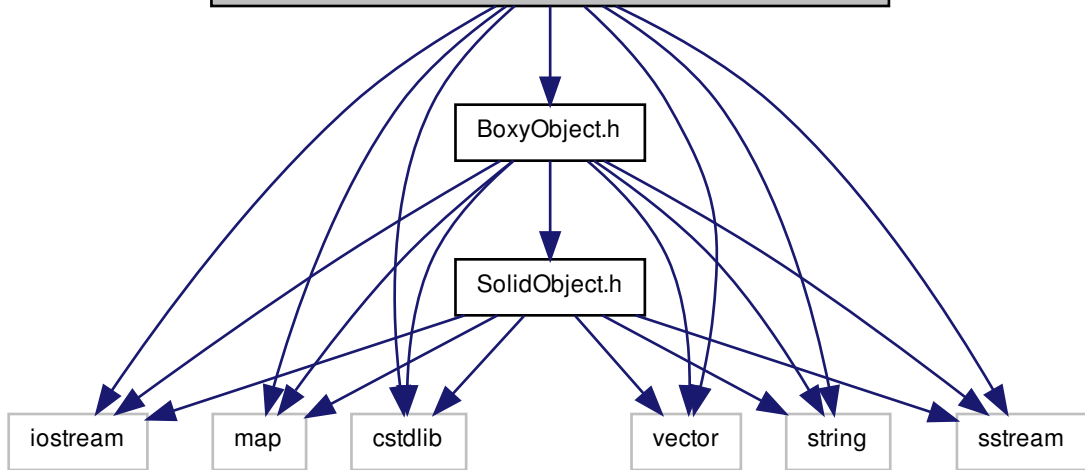 BoxyObject.h
SolidObject.h
iostream map cstdlib vector string sstream